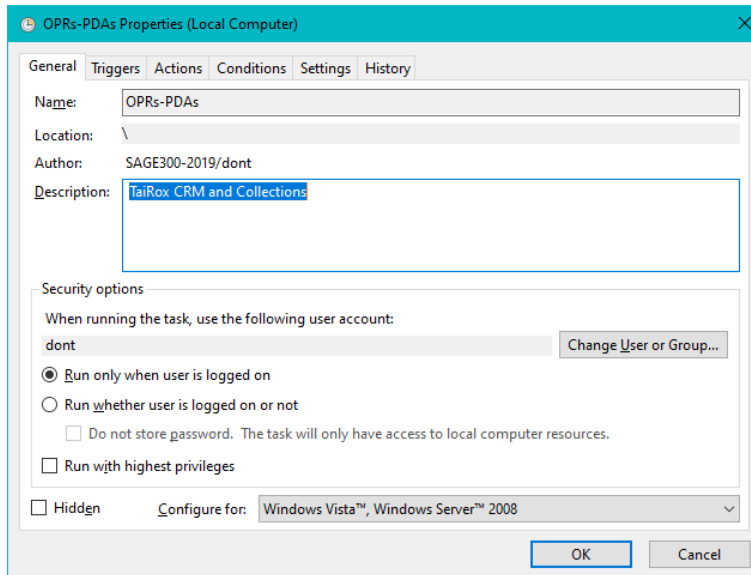 OPRs-PDAs Properties (Local Computer)
General Triggers Actions Conditions Settings History
Name: OPRs-PDAs
Location: \
Author: SAGE300-2019/dont
Description: TaiRox CRM and Collections
Security options
When running the task, use the following user account:
dont Change User or Group...
Run only when user is logged on
Run whether user is logged on or not
Do not store password. The task will only have access to local computer resources.
Run with highest privileges
Hidden Configure for: Windows Vista™, Windows Server™ 2008
OK Cancel